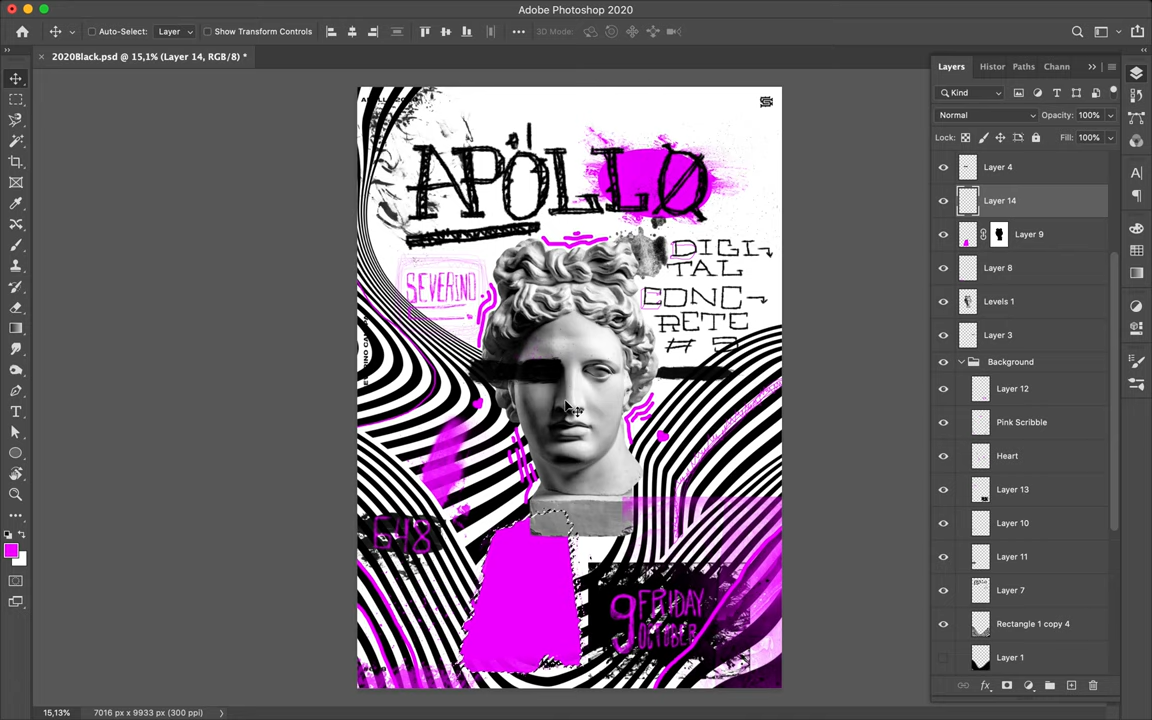 Adobe Photoshop 2020
Auto-Select:
Layer
Show Transform Controls
3D Mode:
2020Black.psd @ 15,1% (Layer 14, RGB/8) *
Layers
Histor
Paths
Chann
Kind
Normal
Opacity: 100%
Lock:
Fill: 100%
Layer 4
Layer 14
Layer 9
Layer 8
Levels 1
Layer 3
Background
Layer 12
Pink Scribble
Heart
Layer 13
Layer 10
Layer 11
Layer 7
Rectangle 1 copy 4
Layer 1
APOLLØ
SEVERINO
DIGI-
TAL
CONC-
RETE
648
9 FRIDAY
OCTOBER
15,13%
7016 px x 9933 px (300 ppi)